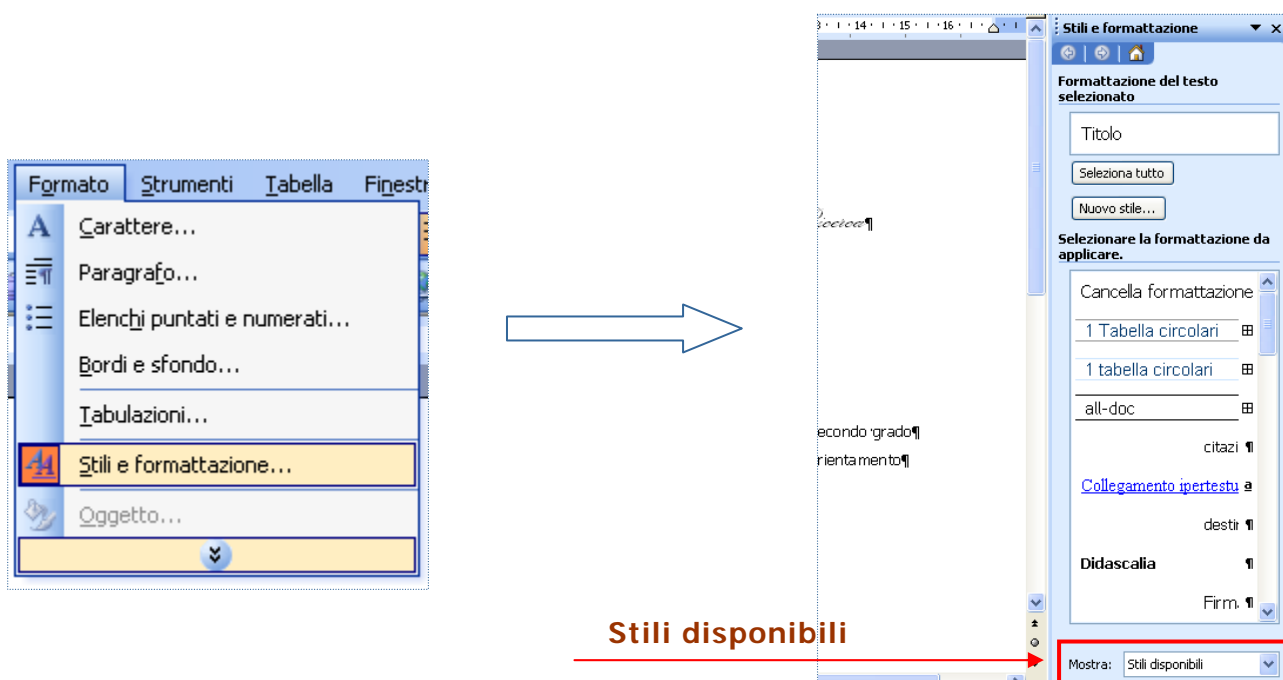 Formato Strumenti Tabella Finestr
Carattere...
Paragrafo...
Elenchi puntati e numerati...
Bordi e sfondo...
Tabulazioni...
Stili e formattazione...
Oggetto...
Stili disponibili
14 15 16
¶
econdo grado¶
rientamento¶
Stili e formattazione
Formattazione del testo
selezionato
Titolo
Seleziona tutto
Nuovo stile...
Selezionare la formattazione da
applicare.
Cancella formattazione
1 Tabella circolari
1 tabella circolari
all-doc
citazi ¶
Collegamento ipertestu a
destir ¶
Didascalia ¶
Firm. ¶
Mostra: Stili disponibili